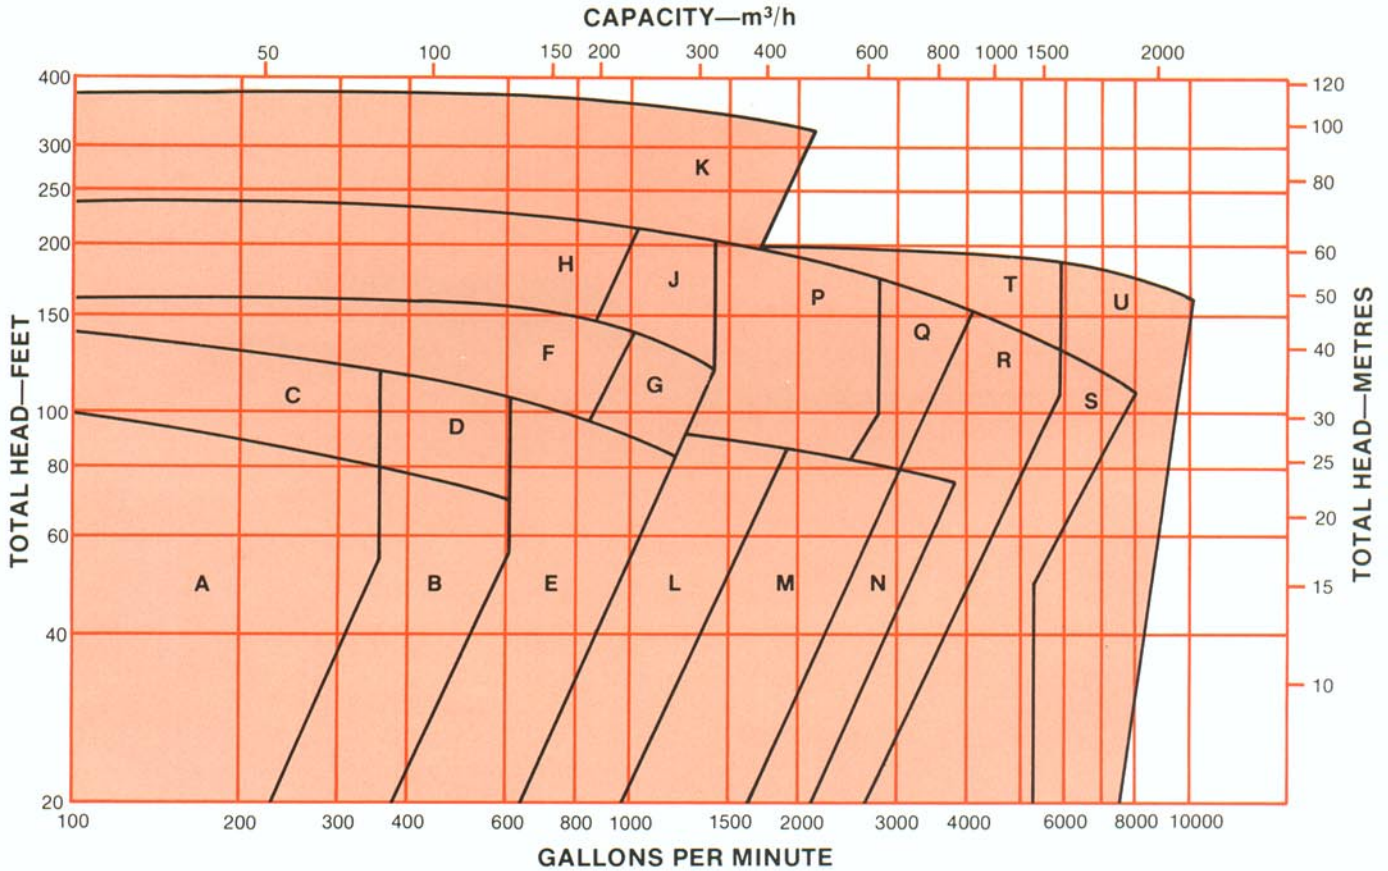 CAPACITY—m³/h
50 100 150 200 300 400 600 800 1000 1500 2000
400
300
250
200
150
100
80
60
40
20
TOTAL HEAD—FEET
120
100
80
60
50
40
30
25
20
15
10
TOTAL HEAD—METRES
K
H
J
P
T
U
Q
F
G
R
C
D
S
A
B
E
L
M
N
100 200 300 400 600 800 1000 1500 2000 3000 4000 6000 8000 10000
GALLONS PER MINUTE